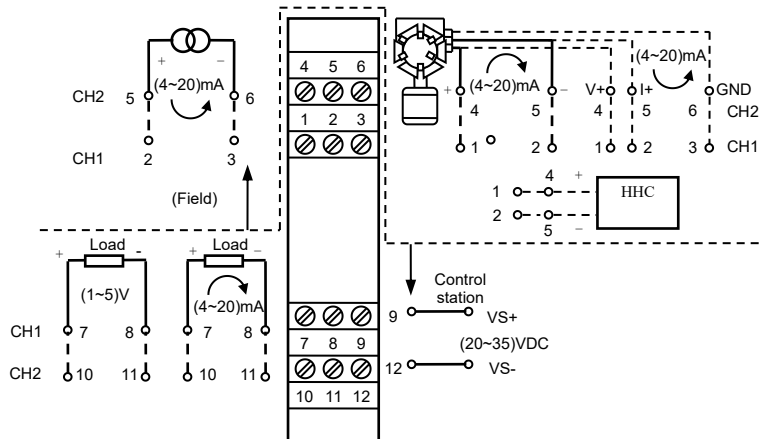 + −
(4~20)mA
CH2 5 6
CH1 2 3
(Field)
4 5 6
1 2 3
(4~20)mA
+ −
4 5
1 2
(4~20)mA
V+ I+ GND
4 5 6 CH2
1 2 3 CH1
4 +
1
2
5 −
HHC
+ Load -
(1~5)V
CH1 7 8
CH2 10 11
+ Load −
(4~20)mA
7 8
10 11
7 8 9
10 11 12
Control
station
9 VS+
(20~35)VDC
12 VS-